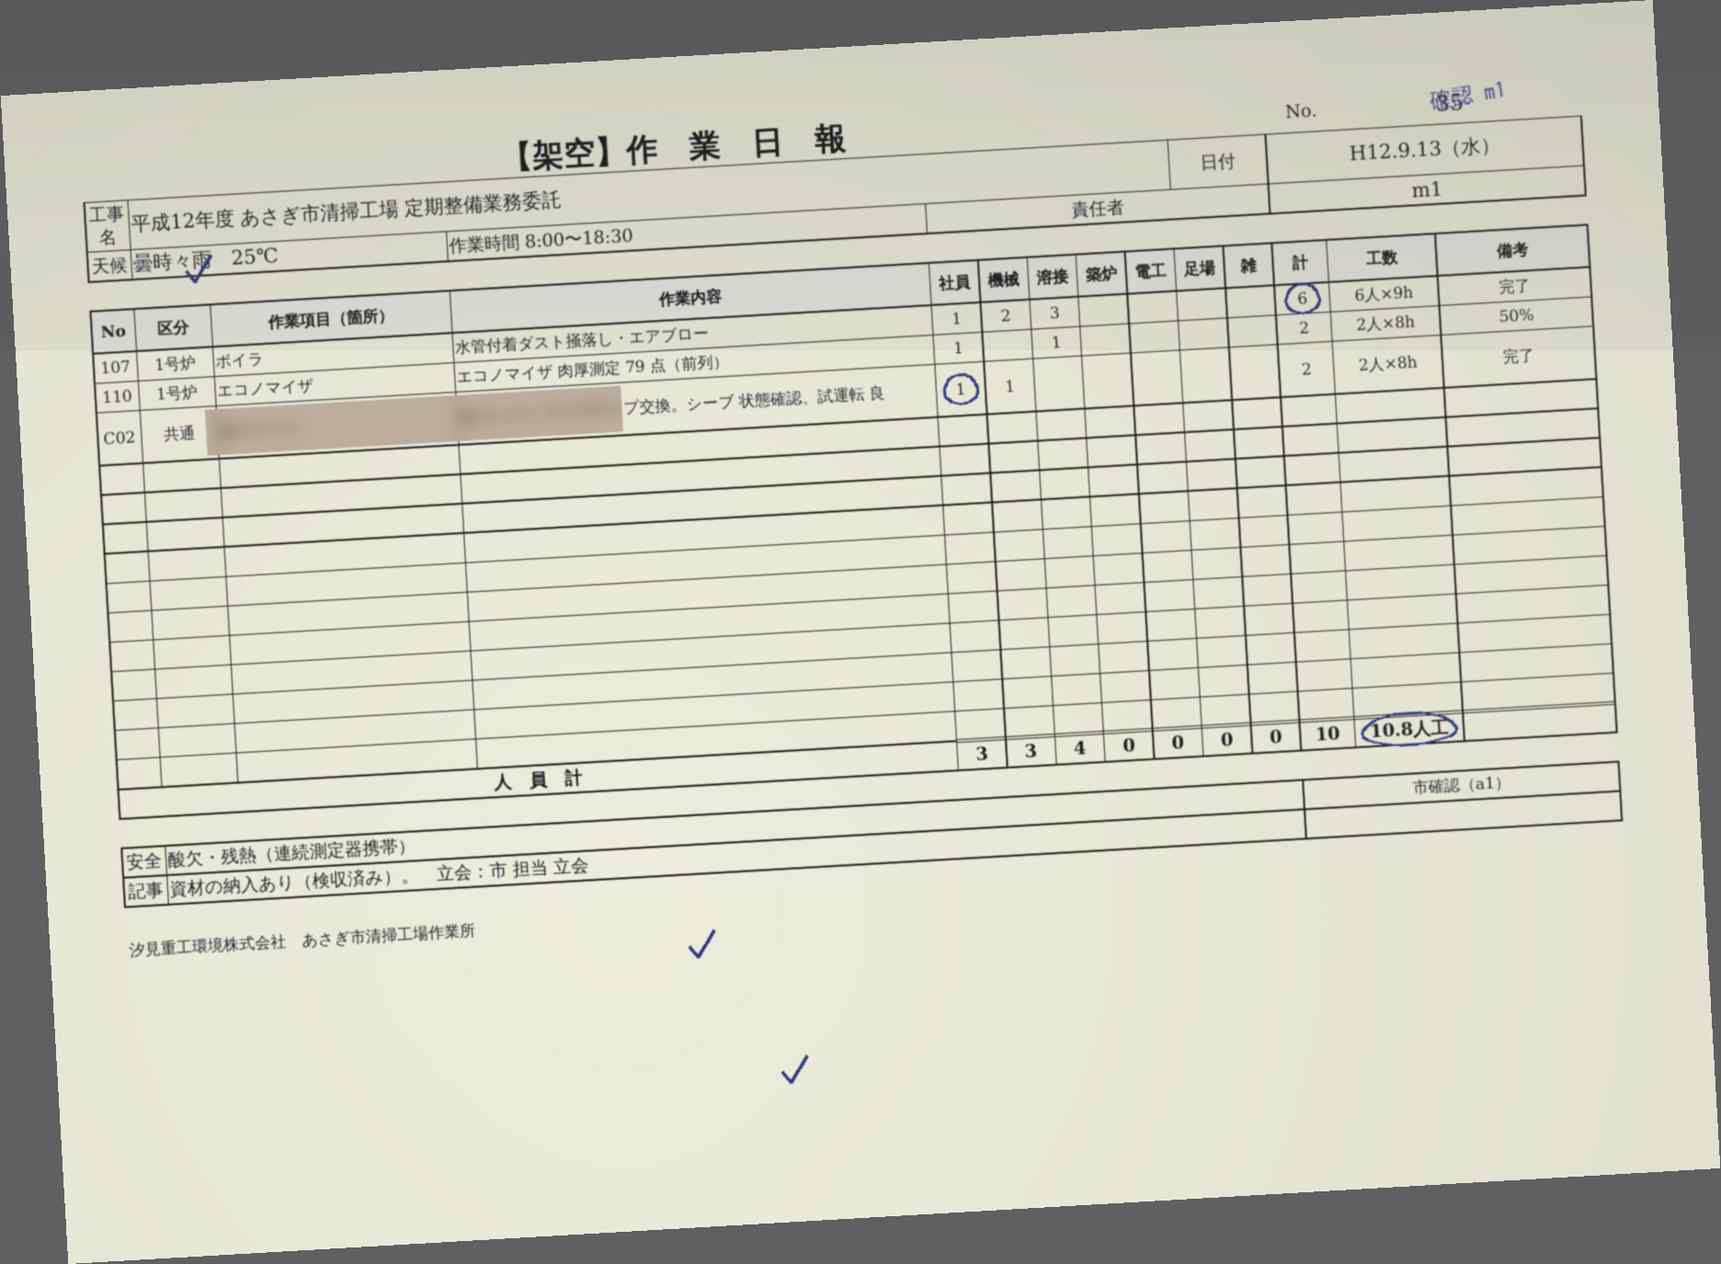 確認 m1
No. 35
【架空】作 業 日 報
工事名 平成12年度 あさぎ市清掃工場 定期整備業務委託 日付 H12.9.13（水）
天候 曇時々雨 25℃ 作業時間 8:00〜18:30 責任者 m1
No 区分 作業項目（箇所） 作業内容 社員 機械 溶接 築炉 電工 足場 雑 計 工数 備考
107 1号炉 ボイラ 水管付着ダスト掻落し・エアブロー 1 2 3 6 6人×9h 完了
110 1号炉 エコノマイザ エコノマイザ 肉厚測定 79 点（前列） 1 1 2 2人×8h 50%
C02 共通 プ交換。シーブ 状態確認、試運転 良 1 1 2 2人×8h 完了
人 員 計 3 3 4 0 0 0 0 10 10.8人工
市確認（a1）
安全 酸欠・残熱（連続測定器携帯）
記事 資材の納入あり（検収済み）。 立会：市 担当 立会
汐見重工環境株式会社 あさぎ市清掃工場作業所